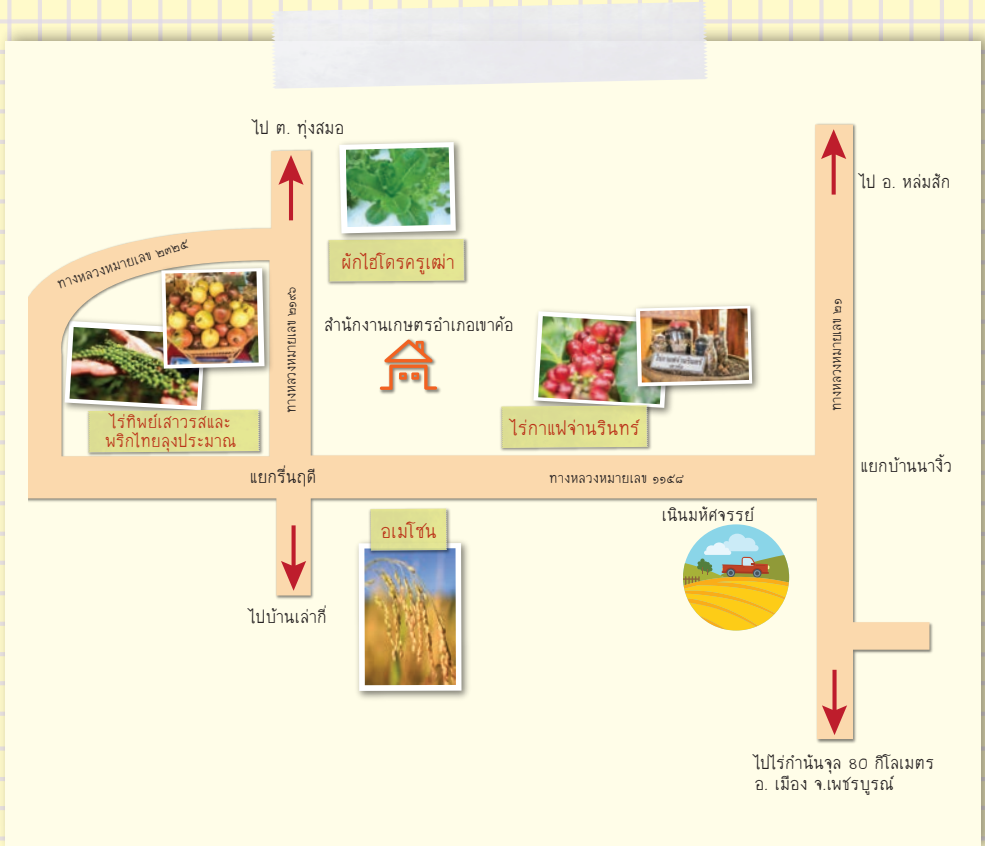 ไป ต. ทุ่งสมอ
ไป อ. หล่มสัก
ผักไฮโดรครูเฒ่า
ทางหลวงหมายเลข ๒๓๒๕
ทางหลวงหมายเลข ๒๑๙๖
สำนักงานเกษตรอำเภอเขาค้อ
ทางหลวงหมายเลข ๒๑
ไร่ทิพย์เสาวรสและ
พริกไทยลุงประมาณ
ไร่กาแฟจ่านรินทร์
แยกรื่นฤดี
ทางหลวงหมายเลข ๑๑๕๘
แยกบ้านนางิ้ว
อเมโซน
เนินมหัศจรรย์
ไปบ้านเล่ากี่
ไปไร่กำนันจุล 80 กิโลเมตร
อ. เมือง จ.เพชรบูรณ์